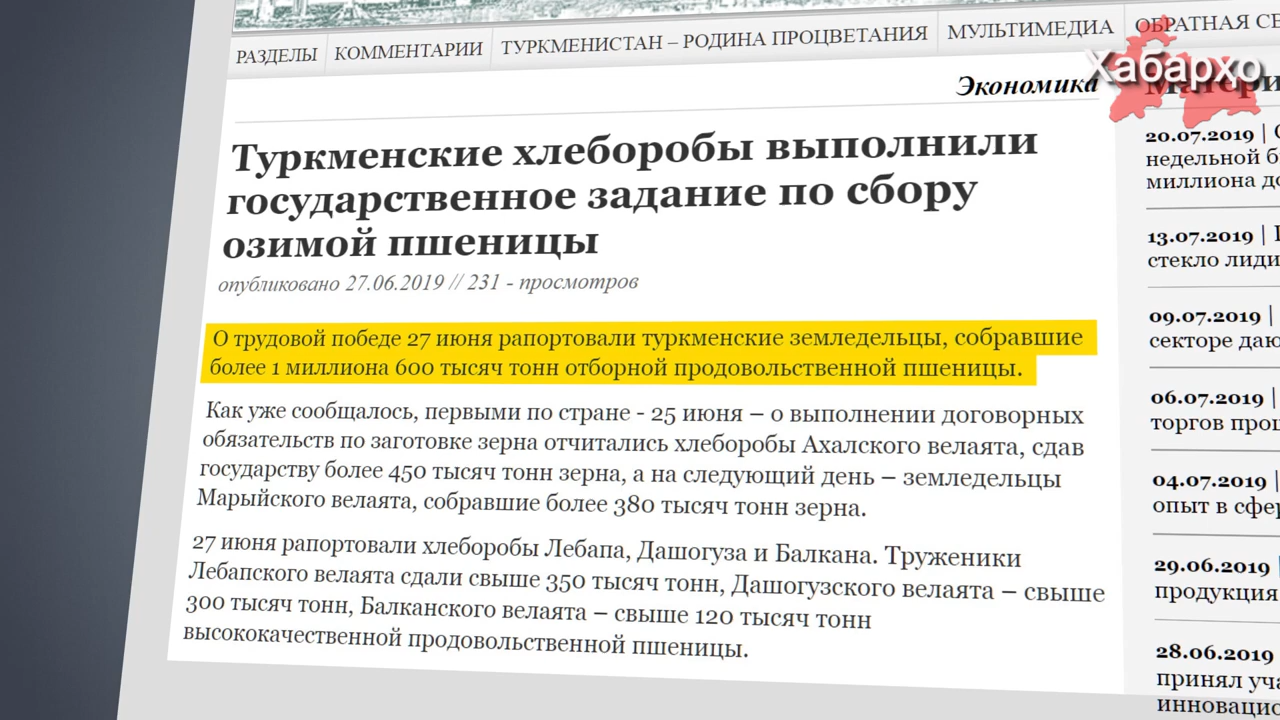 РАЗДЕЛЫ КОММЕНТАРИИ ТУРКМЕНИСТАН – РОДИНА ПРОЦВЕТАНИЯ МУЛЬТИМЕДИА ОБРАТНАЯ
Хабарҳо
Экономика
Туркменские хлеборобы выполнили
государственное задание по сбору
озимой пшеницы
опубликовано 27.06.2019 // 231 - просмотров
О трудовой победе 27 июня рапортовали туркменские земледельцы, собравшие
более 1 миллиона 600 тысяч тонн отборной продовольственной пшеницы.
Как уже сообщалось, первыми по стране - 25 июня – о выполнении договорных
обязательств по заготовке зерна отчитались хлеборобы Ахалского велаята, сдав
государству более 450 тысяч тонн зерна, а на следующий день – земледельцы
Марыйского велаята, собравшие более 380 тысяч тонн зерна.
27 июня рапортовали хлеборобы Лебапа, Дашогуза и Балкана. Труженики
Лебапского велаята сдали свыше 350 тысяч тонн, Дашогузского велаята – свыше
300 тысяч тонн, Балканского велаята – свыше 120 тысяч тонн
высококачественной продовольственной пшеницы.
20.07.2019 |
недельной
миллиона
13.07.2019 |
стекло
09.07.2019 |
секторе
06.07.2019 |
торгов
04.07.2019 |
опыт в
29.06.2019
продукция
28.06.2019
принял